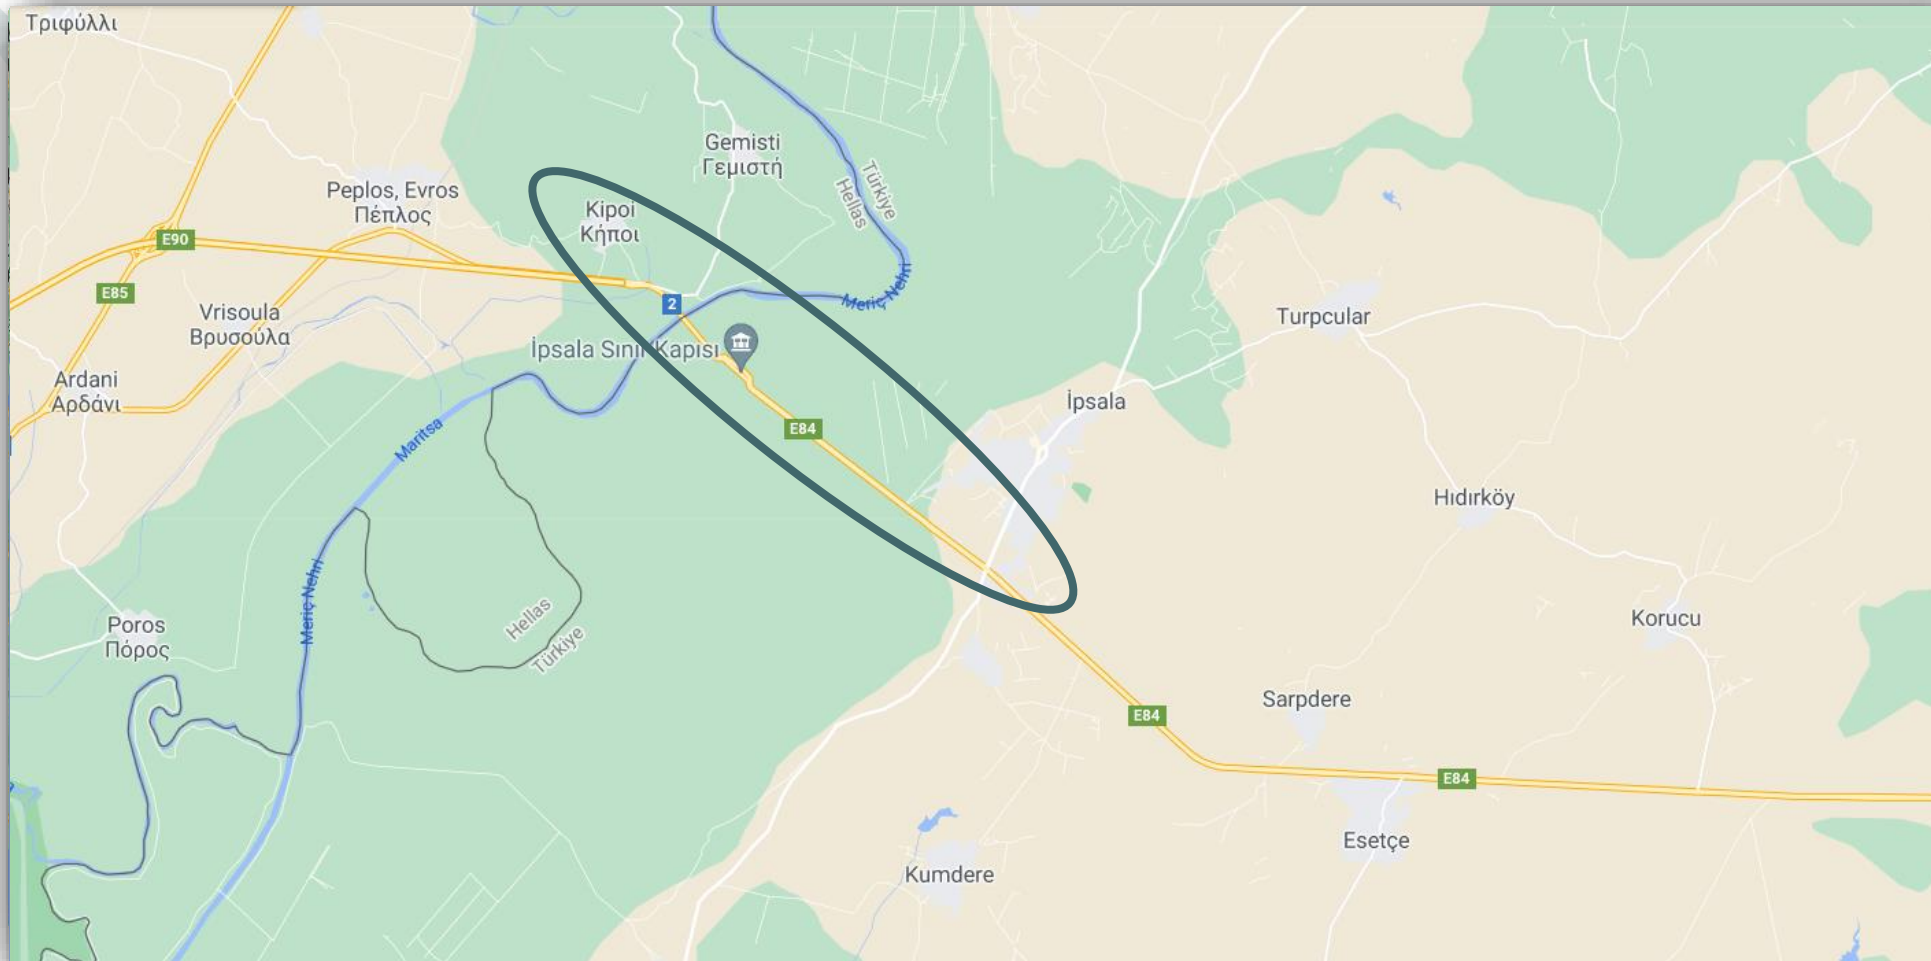 Τριφύλλι
Gemisti
Γεμιστή
Türkiye
Hellas
Peplos, Evros
Πέπλος
Kipoi
Κήποι
E90
E85
2
Meriç Nehri
Vrisoula
Βρυσούλα
Turpcular
İpsala Sınır Kapısı
Ardani
Αρδάνι
İpsala
E84
Maritsa
Hıdırköy
Meriç Nehri
Hellas
Türkiye
Poros
Πόρος
Korucu
Sarpdere
E84
E84
Esetçe
Kumdere